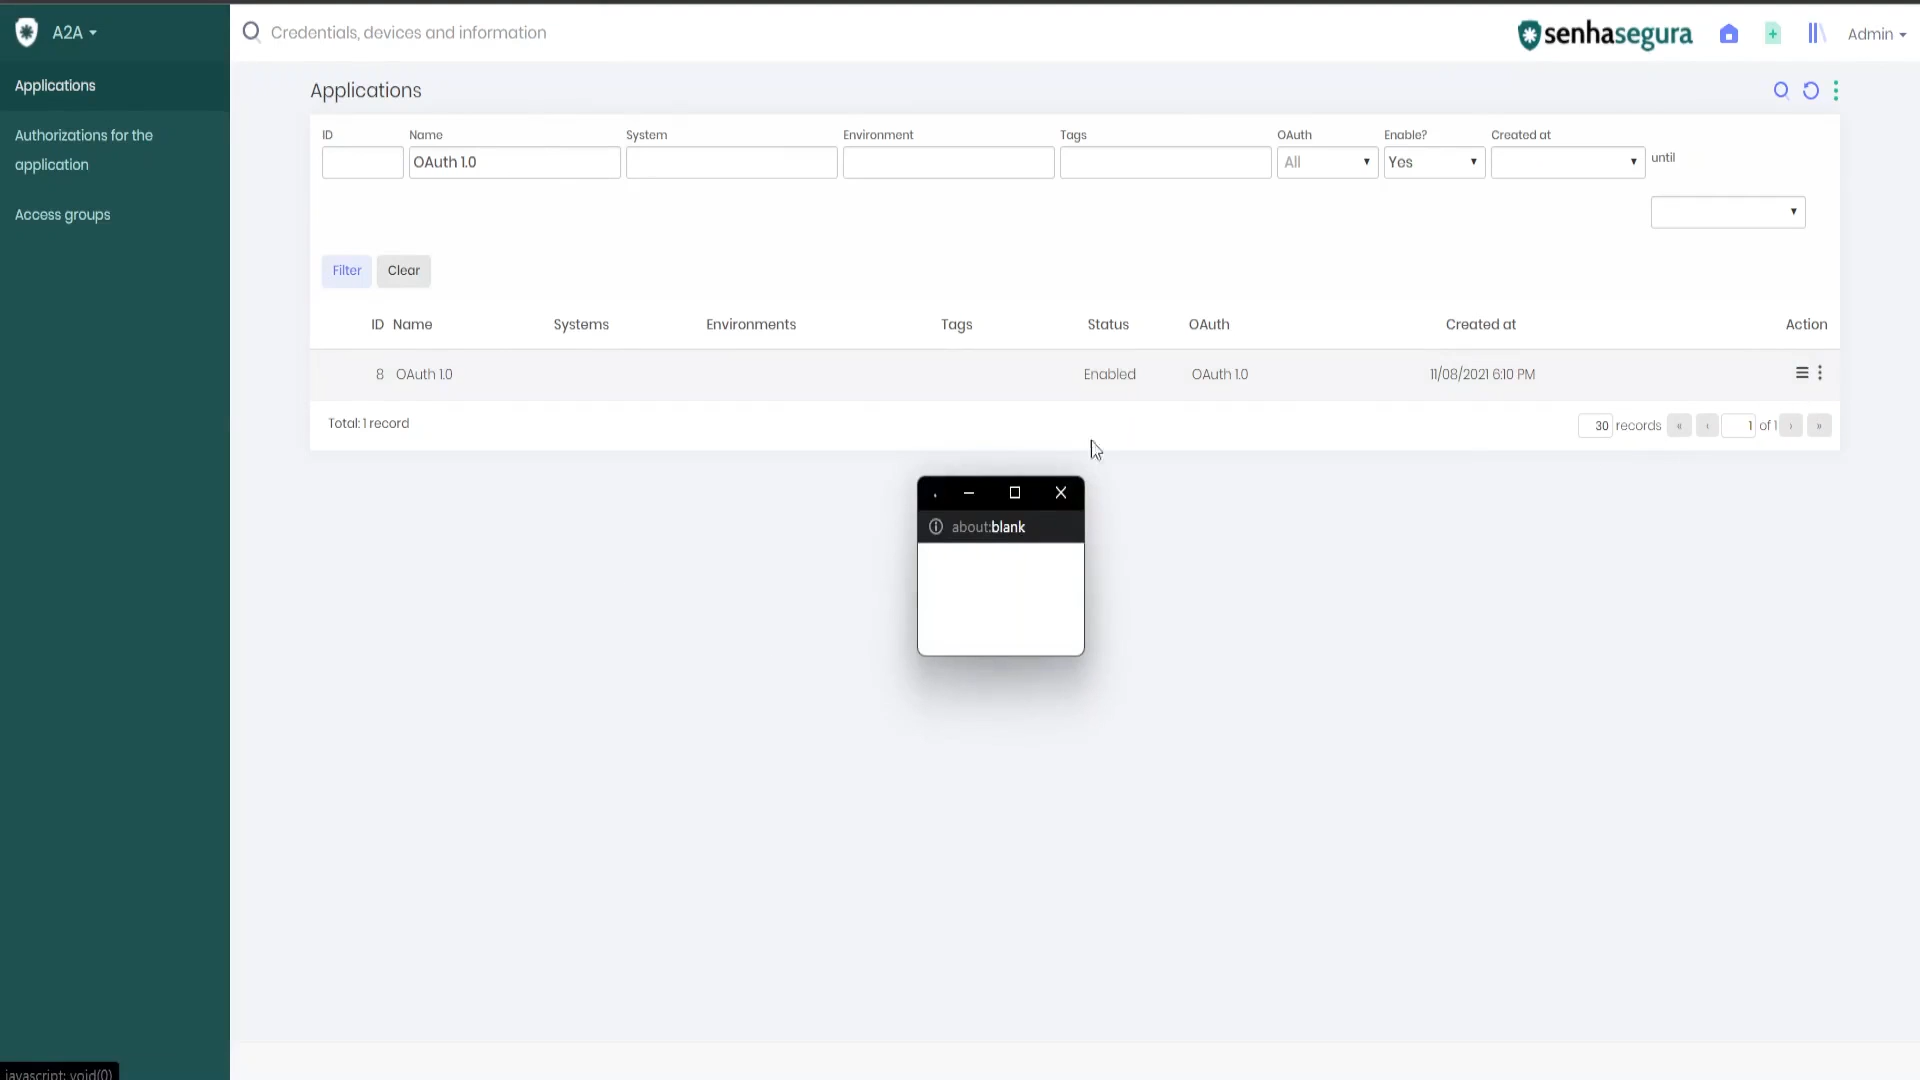 A2A
Credentials, devices and information
senhasegura
Admin
Applications
Authorizations for the
application
Access groups
Applications
ID Name System Environment Tags OAuth Enable? Created at
OAuth 1.0 All Yes until
Filter Clear
ID Name Systems Environments Tags Status OAuth Created at Action
8 OAuth 1.0 Enabled OAuth 1.0 11/08/2021 6:10 PM
Total: 1 record
30 records « ‹ 1 of 1 › »
about:blank
javascript: void(0)